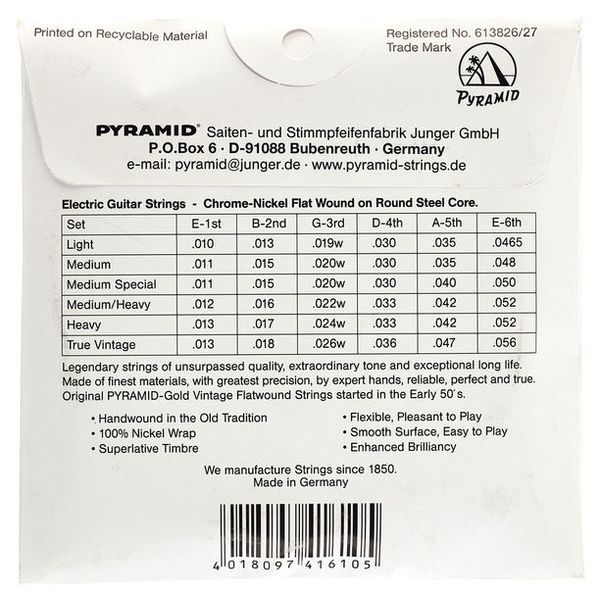 Printed on Recyclable Material
Registered No. 613826/27
Trade Mark
PYRAMID
PYRAMID® Saiten- und Stimmpfeifenfabrik Junger GmbH
P.O.Box 6 · D-91088 Bubenreuth · Germany
e-mail: pyramid@junger.de · www.pyramid-strings.de
Electric Guitar Strings - Chrome-Nickel Flat Wound on Round Steel Core.
Set E-1st B-2nd G-3rd D-4th A-5th E-6th
Light .010 .013 .019w .030 .035 .0465
Medium .011 .015 .020w .030 .035 .048
Medium Special .011 .015 .020w .030 .040 .050
Medium/Heavy .012 .016 .022w .033 .042 .052
Heavy .013 .017 .024w .033 .042 .052
True Vintage .013 .018 .026w .036 .047 .056
Legendary strings of unsurpassed quality, extraordinary tone and exceptional long life.
Made of finest materials, with greatest precision, by expert hands, reliable, perfect and true.
Original PYRAMID-Gold Vintage Flatwound Strings started in the Early 50´s.
• Handwound in the Old Tradition
• 100% Nickel Wrap
• Superlative Timbre
• Flexible, Pleasant to Play
• Smooth Surface, Easy to Play
• Enhanced Brilliancy
We manufacture Strings since 1850.
Made in Germany
4 018097 416105